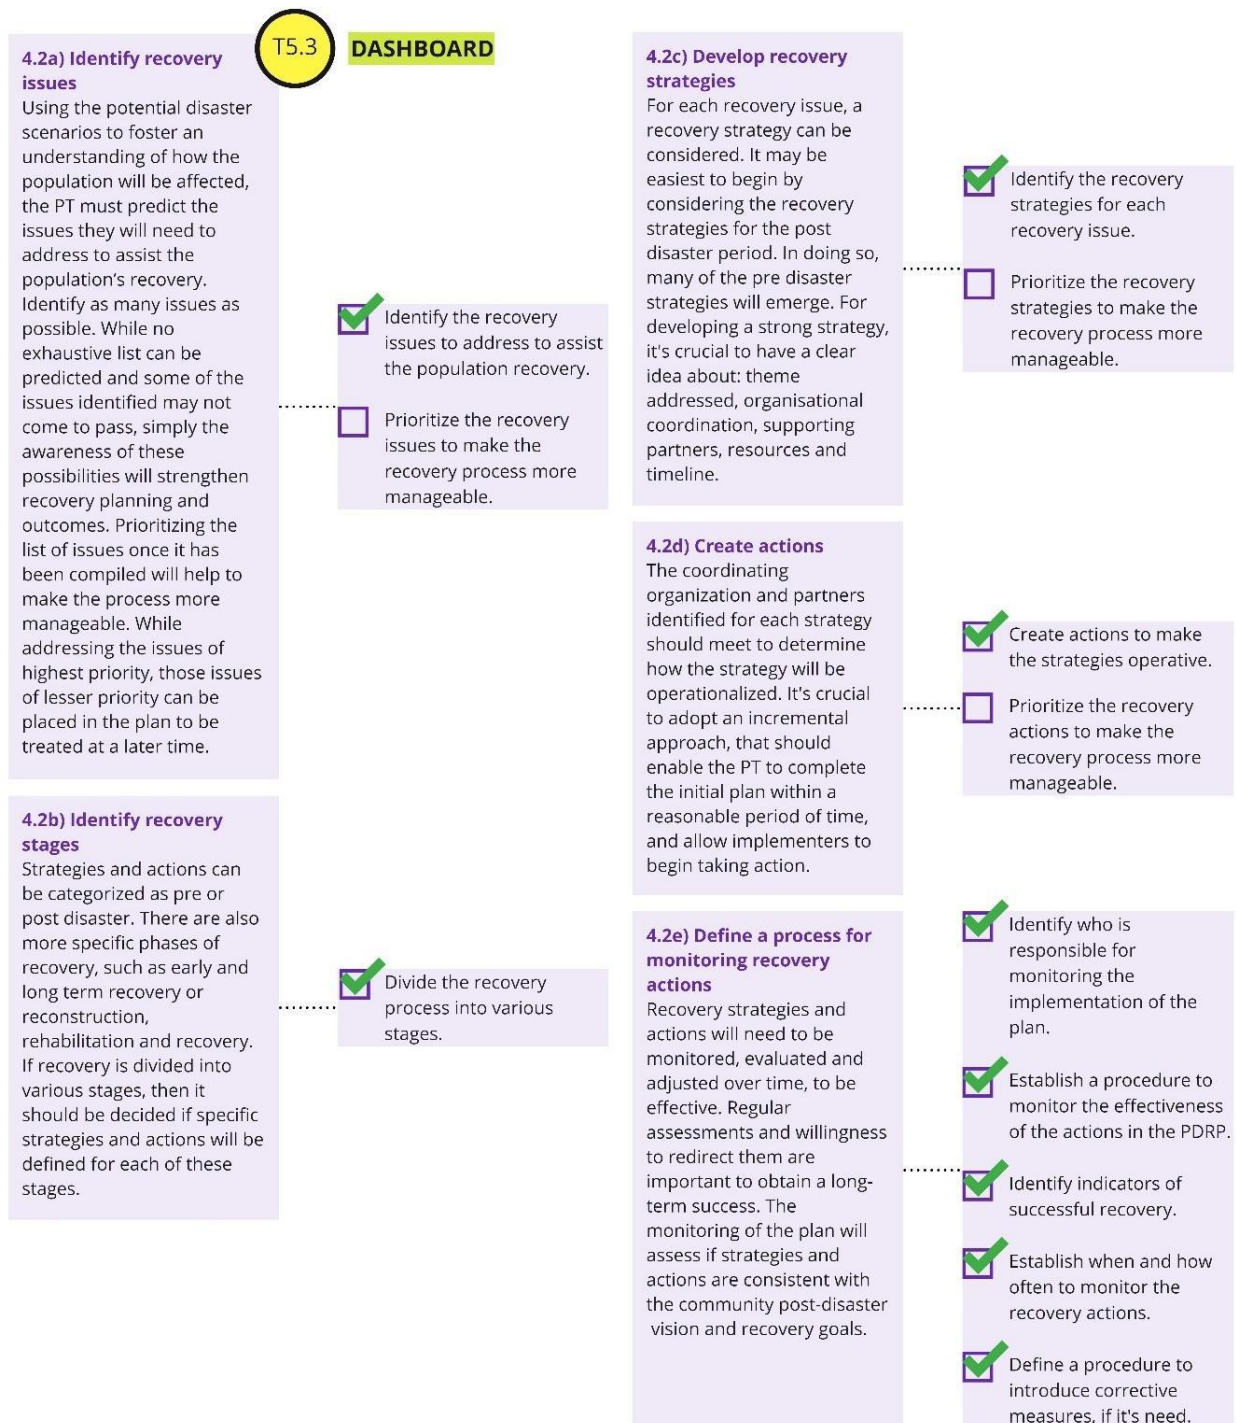 T5.3
DASHBOARD
4.2a) Identify recovery
issues
Using the potential disaster
scenarios to foster an
understanding of how the
population will be affected,
the PT must predict the
issues they will need to
address to assist the
population's recovery.
Identify as many issues as
possible. While no
exhaustive list can be
predicted and some of the
issues identified may not
come to pass, simply the
awareness of these
possibilities will strengthen
recovery planning and
outcomes. Prioritizing the
list of issues once it has
been compiled will help to
make the process more
manageable. While
addressing the issues of
highest priority, those issues
of lesser priority can be
placed in the plan to be
treated at a later time.
Identify the recovery
issues to address to assist
the population recovery.
Prioritize the recovery
issues to make the
recovery process more
manageable.
4.2b) Identify recovery
stages
Strategies and actions can
be categorized as pre or
post disaster. There are also
more specific phases of
recovery, such as early and
long term recovery or
reconstruction,
rehabilitation and recovery.
If recovery is divided into
various stages, then it
should be decided if specific
strategies and actions will be
defined for each of these
stages.
Divide the recovery
process into various
stages.
4.2c) Develop recovery
strategies
For each recovery issue, a
recovery strategy can be
considered. It may be
easiest to begin by
considering the recovery
strategies for the post
disaster period. In doing so,
many of the pre disaster
strategies will emerge. For
developing a strong strategy,
it's crucial to have a clear
idea about: theme
addressed, organisational
coordination, supporting
partners, resources and
timeline.
Identify the recovery
strategies for each
recovery issue.
Prioritize the recovery
strategies to make the
recovery process more
manageable.
4.2d) Create actions
The coordinating
organization and partners
identified for each strategy
should meet to determine
how the strategy will be
operationalized. It's crucial
to adopt an incremental
approach, that should
enable the PT to complete
the initial plan within a
reasonable period of time,
and allow implementers to
begin taking action.
Create actions to make
the strategies operative.
Prioritize the recovery
actions to make the
recovery process more
manageable.
4.2e) Define a process for
monitoring recovery
actions
Recovery strategies and
actions will need to be
monitored, evaluated and
adjusted over time, to be
effective. Regular
assessments and willingness
to redirect them are
important to obtain a long-
term success. The
monitoring of the plan will
assess if strategies and
actions are consistent with
the community post-disaster
vision and recovery goals.
Identify who is
responsible for
monitoring the
implementation of the
plan.
Establish a procedure to
monitor the effectiveness
of the actions in the PDRP.
Identify indicators of
successful recovery.
Establish when and how
often to monitor the
recovery actions.
Define a procedure to
introduce corrective
measures, if it's need.